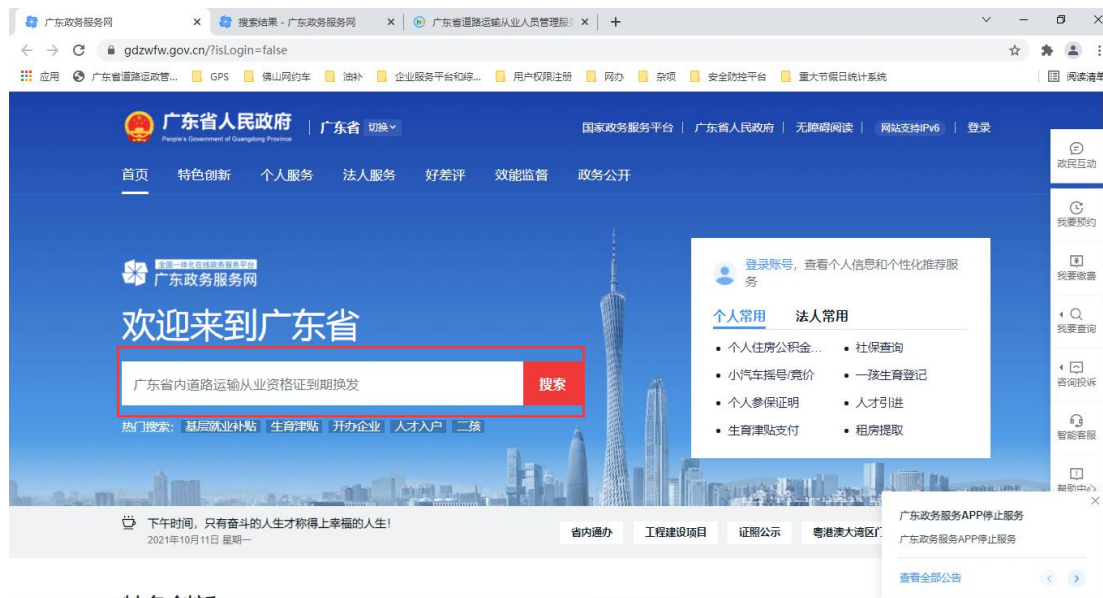 广东政务服务网
搜索结果 - 广东政务服务网
广东省道路运输从业人员管理服
gdzwfw.gov.cn/?isLogin=false
应用 广东省道路运政管... GPS 佛山网约车 油补 企业服务平台和综... 用户权限注册 网办 杂项 安全防控平台 重大节假日统计系统 阅读清单
广东省人民政府
People's Government of Guangdong Province
广东省 切换
国家政务服务平台 | 广东省人民政府 | 无障碍阅读 | 网站支持IPv6 | 登录
首页 特色创新 个人服务 法人服务 好差评 效能监督 政务公开
全国一体化在线政务服务平台
广东政务服务网
欢迎来到广东省
广东省内道路运输从业资格证到期换发 搜索
热门搜索: 基层就业补贴 生育津贴 开办企业 人才入户 二孩
登录账号，查看个人信息和个性化推荐服
务
个人常用 法人常用
个人住房公积金... 社保查询
小汽车摇号/竞价 一孩生育登记
个人参保证明 人才引进
生育津贴支付 租房提取
政民互动
我要预约
我要缴费
我要查询
咨询投诉
智能客服
帮助中心
下午时间，只有奋斗的人生才称得上幸福的人生！
2021年10月11日 星期一
省内通办 工程建设项目 证照公示 粤港澳大湾区门
广东政务服务APP停止服务
广东政务服务APP停止服务
查看全部公告